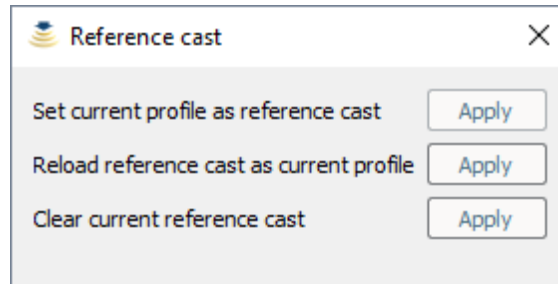 Reference cast
Set current profile as reference cast Apply
Reload reference cast as current profile Apply
Clear current reference cast Apply